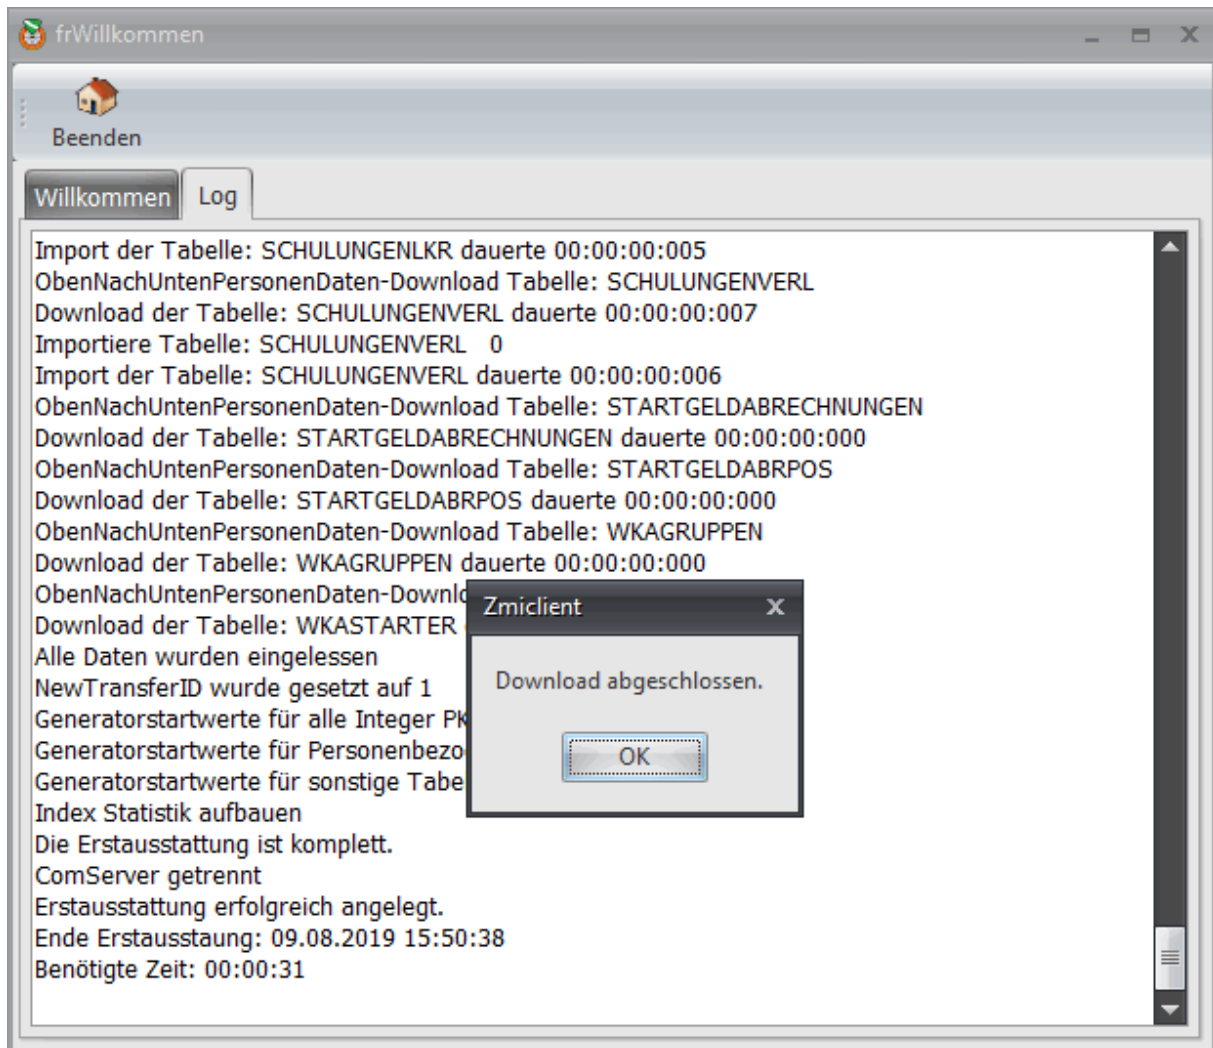 frWillkommen
Beenden
Willkommen
Log
Import der Tabelle: SCHULUNGENLKR dauerte 00:00:00:005
ObenNachUntenPersonenDaten-Download Tabelle: SCHULUNGENVERL
Download der Tabelle: SCHULUNGENVERL dauerte 00:00:00:007
Importiere Tabelle: SCHULUNGENVERL 0
Import der Tabelle: SCHULUNGENVERL dauerte 00:00:00:006
ObenNachUntenPersonenDaten-Download Tabelle: STARTGELDABRECHNUNGEN
Download der Tabelle: STARTGELDABRECHNUNGEN dauerte 00:00:00:000
ObenNachUntenPersonenDaten-Download Tabelle: STARTGELDABRPOS
Download der Tabelle: STARTGELDABRPOS dauerte 00:00:00:000
ObenNachUntenPersonenDaten-Download Tabelle: WKAGRUPPEN
Download der Tabelle: WKAGRUPPEN dauerte 00:00:00:000
ObenNachUntenPersonenDaten-Downlo
Download der Tabelle: WKASTARTER
Alle Daten wurden eingelessen
NewTransferID wurde gesetzt auf 1
Generatorstartwerte für alle Integer PK
Generatorstartwerte für Personenbezo
Generatorstartwerte für sonstige Tabe
Index Statistik aufbauen
Die Erstausstattung ist komplett.
ComServer getrennt
Erstausstattung erfolgreich angelegt.
Ende Erstausstaung: 09.08.2019 15:50:38
Benötigte Zeit: 00:00:31
Zmiclient
Download abgeschlossen.
OK